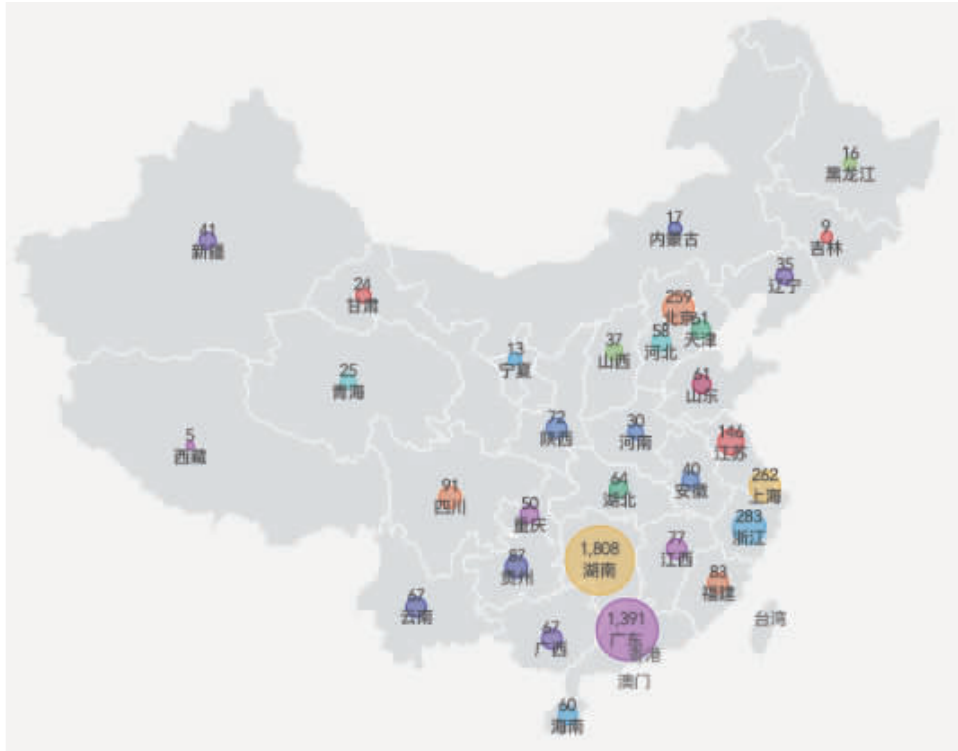 16
黑龙江
17
内蒙古
9
吉林
41
新疆
35
辽宁
24
甘肃
259
北京
61
天津
58
河北
37
山西
13
宁夏
25
青海
61
山东
72
陕西
30
河南
146
江苏
5
西藏
64
湖北
40
安徽
262
上海
91
四川
50
重庆
283
浙江
1,808
湖南
77
江西
87
贵州
83
福建
67
云南
台湾
1,391
广东
67
广西
香港
澳门
60
海南